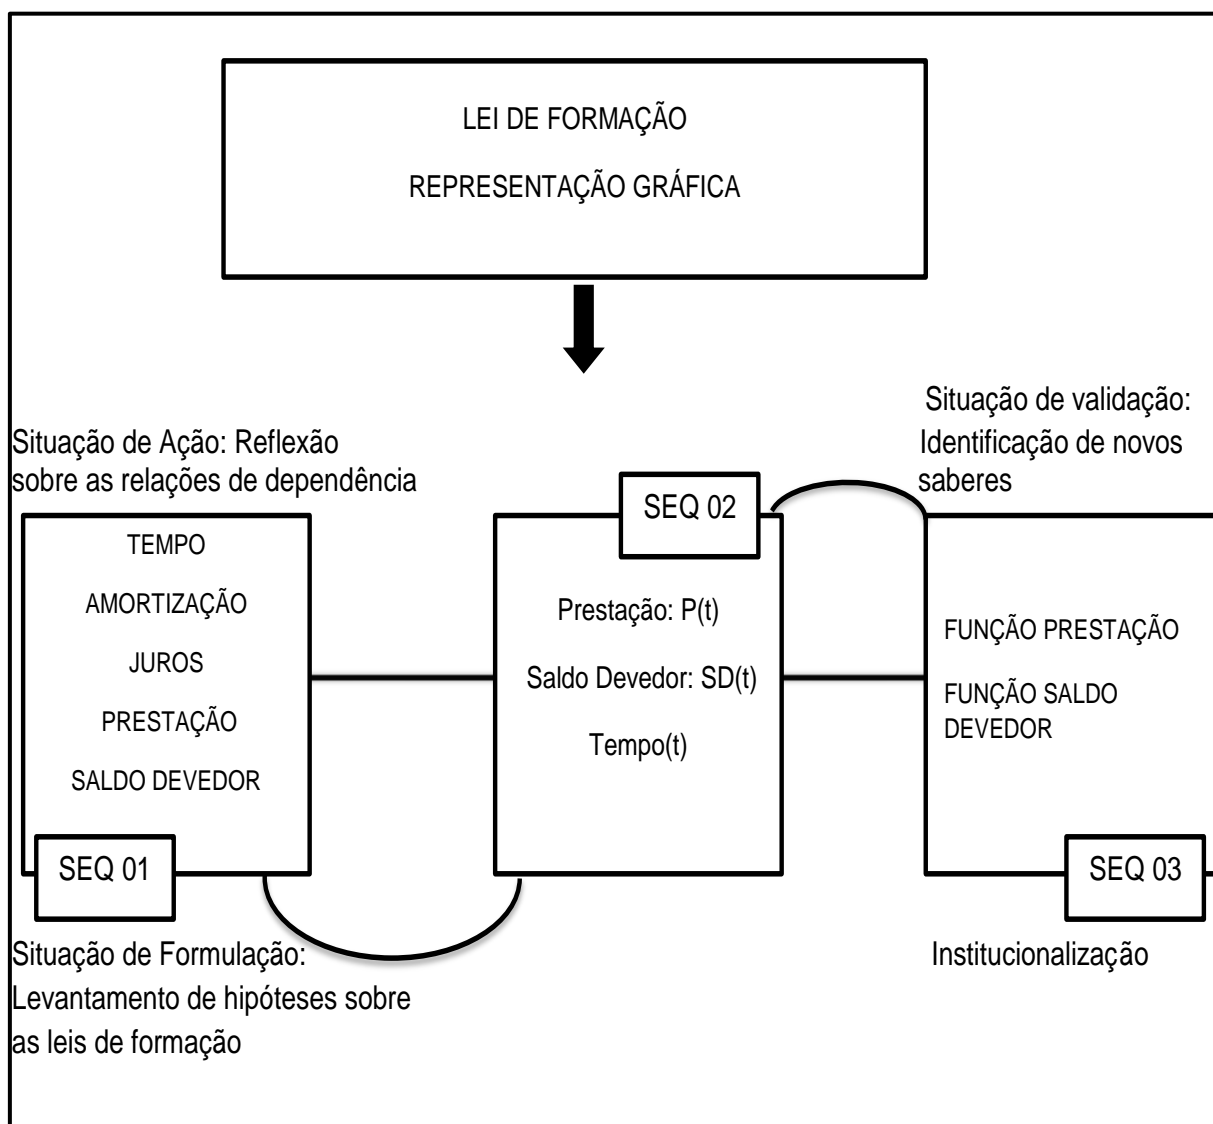 LEI DE FORMAÇÃO
REPRESENTAÇÃO GRÁFICA
Situação de Ação: Reflexão
sobre as relações de dependência
TEMPO
AMORTIZAÇÃO
JUROS
PRESTAÇÃO
SALDO DEVEDOR
SEQ 01
Situação de Formulação:
Levantamento de hipóteses sobre
as leis de formação
SEQ 02
Prestação: P(t)
Saldo Devedor: SD(t)
Tempo(t)
Situação de validação:
Identificação de novos
saberes
FUNÇÃO PRESTAÇÃO
FUNÇÃO SALDO
DEVEDOR
SEQ 03
Institucionalização